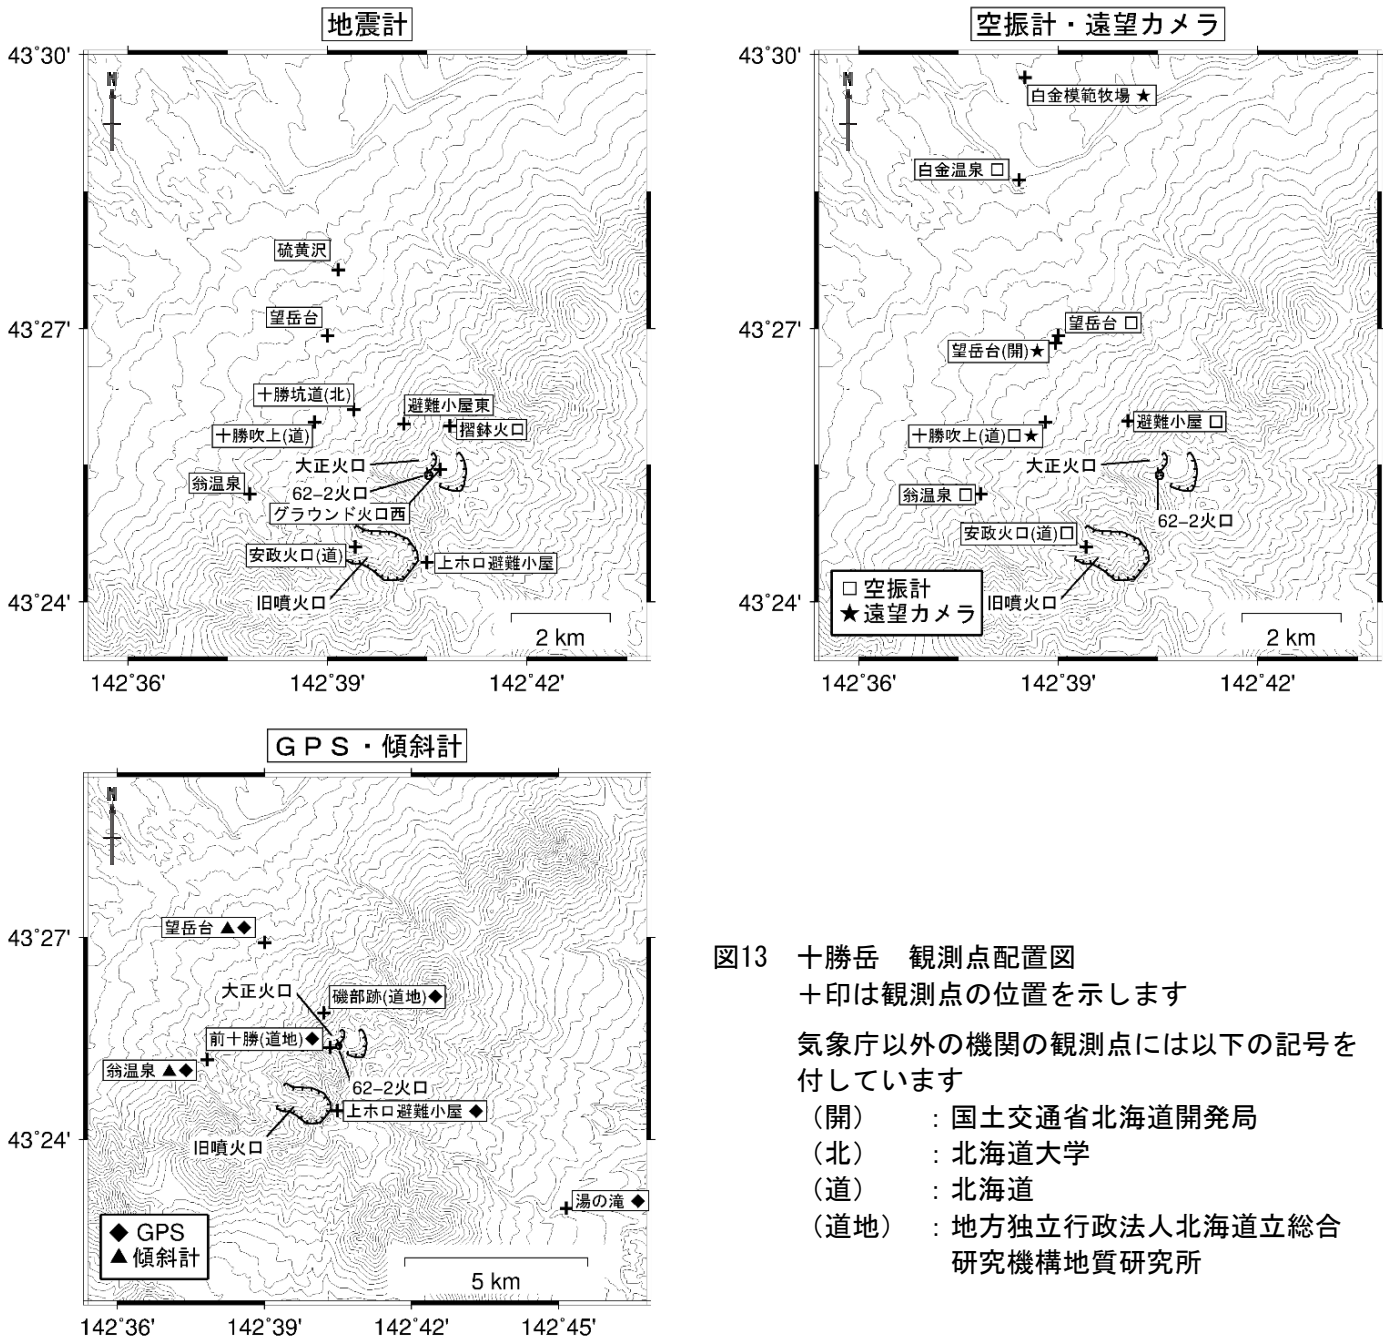 地震計
43°30'
43°27'
43°24'
142°36'
142°39'
142°42'
N
硫黄沢
望岳台
十勝坑道(北)
避難小屋東
十勝吹上(道)
摺鉢火口
大正火口
翁温泉
62-2火口
グラウンド火口西
安政火口(道)
上ホロ避難小屋
旧噴火口
2 km
空振計・遠望カメラ
43°30'
43°27'
43°24'
142°36'
142°39'
142°42'
N
白金模範牧場 ★
白金温泉 □
望岳台 □
望岳台(開)★
避難小屋 □
十勝吹上(道)□★
大正火口
翁温泉 □
62-2火口
安政火口(道)□
旧噴火口
□ 空振計
★遠望カメラ
2 km
GPS・傾斜計
43°27'
43°24'
142°36'
142°39'
142°42'
142°45'
N
望岳台 ▲◆
大正火口
磯部跡(道地)◆
前十勝(道地)◆
翁温泉 ▲◆
62-2火口
上ホロ避難小屋 ◆
旧噴火口
湯の滝 ◆
◆ GPS
▲傾斜計
5 km
図13 十勝岳 観測点配置図
+印は観測点の位置を示します
気象庁以外の機関の観測点には以下の記号を
付しています
(開) :国土交通省北海道開発局
(北) :北海道大学
(道) :北海道
(道地) :地方独立行政法人北海道立総合
研究機構地質研究所